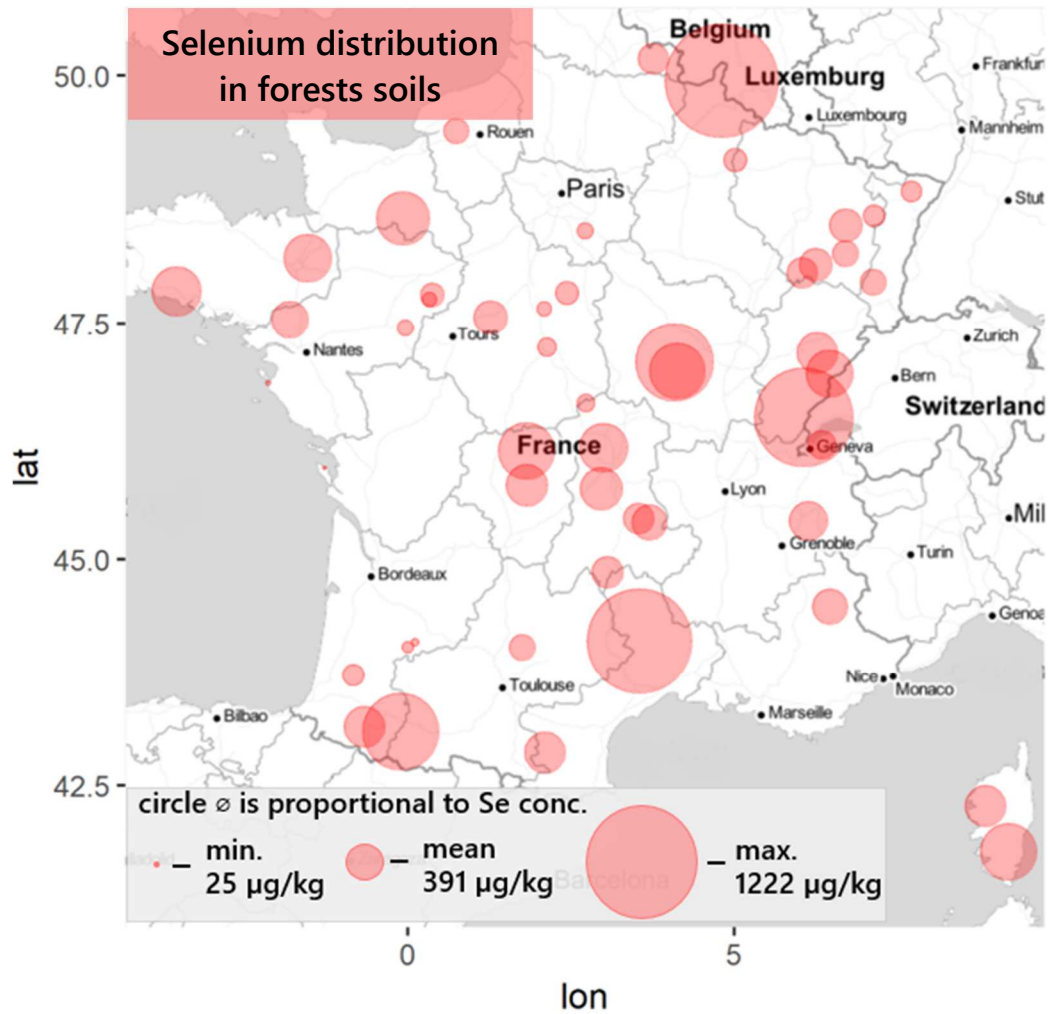 Selenium distribution
in forests soils
Belgium
Luxemburg
Frankfur
Luxembourg
Mannheim
Rouen
Paris
Stut
Tours
Nantes
Zurich
Bern
Switzerland
France
Geneva
Lyon
Mil
Grenoble
Turin
Bordeaux
Genoa
Toulouse
Nice
Monaco
Bilbao
Marseille
50.0
47.5
45.0
42.5
lat
circle ⌀ is proportional to Se conc.
– min.
25 µg/kg
– mean
391 µg/kg
– max.
1222 µg/kg
Barcelona
0
5
lon